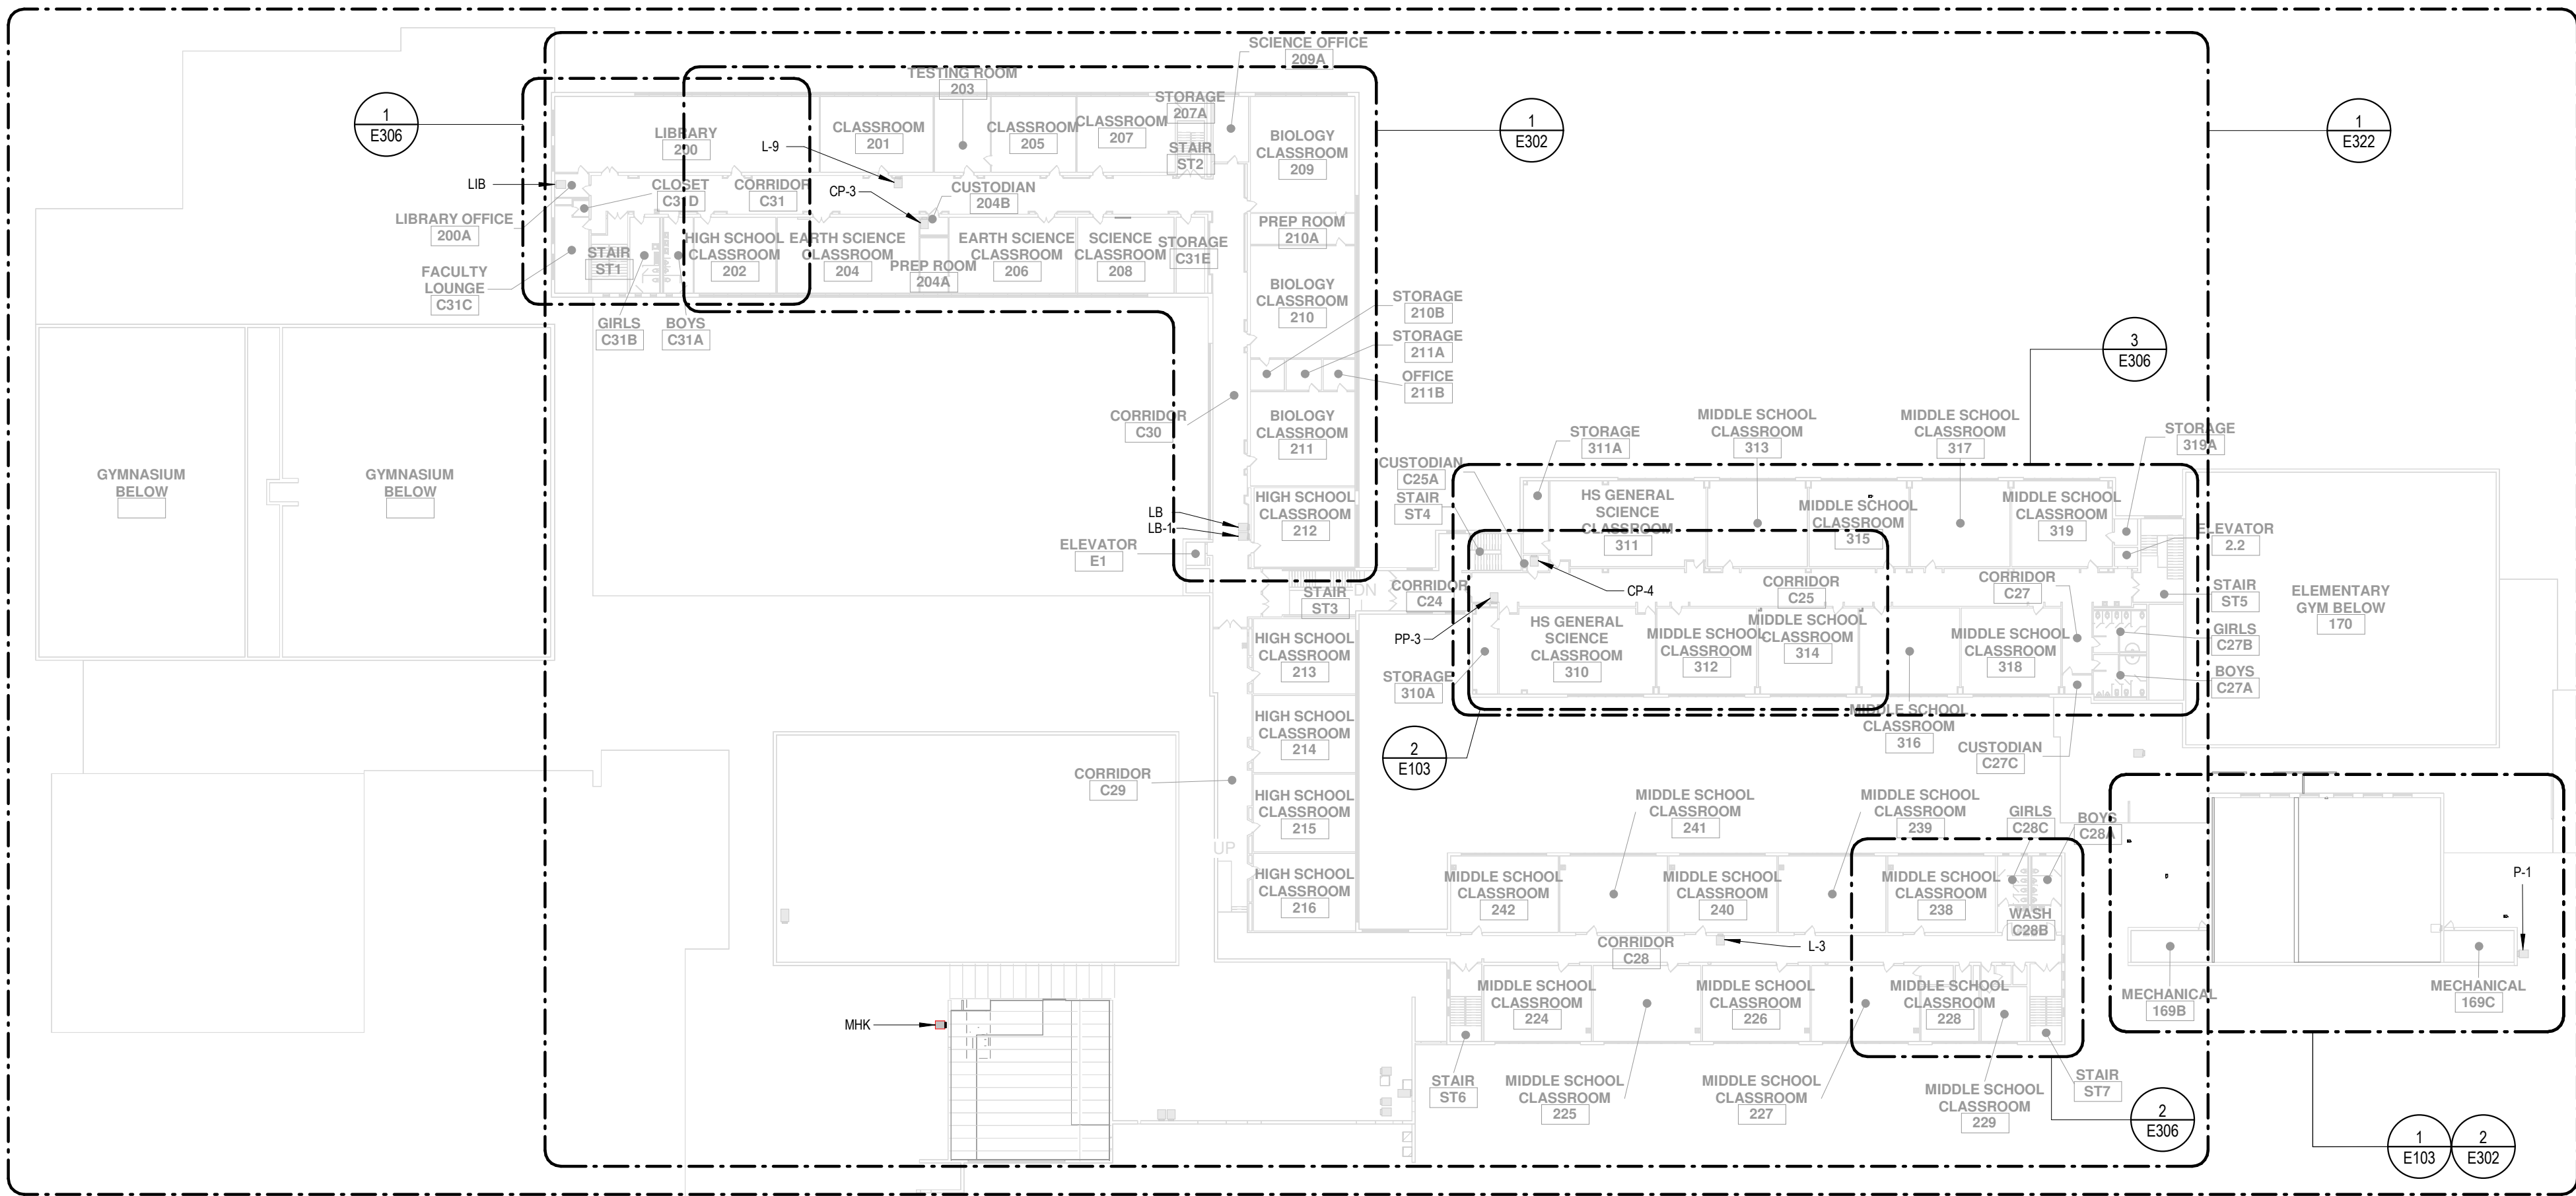 SCIENCE OFFICE
209A
TESTING ROOM
203
STORAGE
207A
1
E306
1
E302
1
E322
LIBRARY
200
CLASSROOM
201
CLASSROOM
205
CLASSROOM
207
BIOLOGY
CLASSROOM
209
L-9
STAIR
ST2
LIB
CLOSET
C31D
CORRIDOR
C31
CP-3
CUSTODIAN
204B
LIBRARY OFFICE
200A
PREP ROOM
210A
HIGH SCHOOL
CLASSROOM
202
EARTH SCIENCE
CLASSROOM
204
PREP ROOM
204A
EARTH SCIENCE
CLASSROOM
206
SCIENCE
CLASSROOM
208
STORAGE
C31E
STAIR
ST1
FACULTY
LOUNGE
C31C
GIRLS
C31B
BOYS
C31A
BIOLOGY
CLASSROOM
210
STORAGE
210B
STORAGE
211A
OFFICE
211B
3
E306
CORRIDOR
C30
BIOLOGY
CLASSROOM
211
GYMNASIUM
BELOW
GYMNASIUM
BELOW
CUSTODIAN
C25A
STAIR
ST4
STORAGE
311A
MIDDLE SCHOOL
CLASSROOM
313
MIDDLE SCHOOL
CLASSROOM
317
STORAGE
319A
HIGH SCHOOL
CLASSROOM
212
LB
LB-1
ELEVATOR
E1
HS GENERAL
SCIENCE
CLASSROOM
311
MIDDLE SCHOOL
CLASSROOM
315
MIDDLE SCHOOL
CLASSROOM
319
ELEVATOR
2.2
STAIR
ST3
DN
CORRIDOR
C24
CP-4
CORRIDOR
C25
CORRIDOR
C27
STAIR
ST5
ELEMENTARY
GYM BELOW
170
PP-3
HS GENERAL
SCIENCE
CLASSROOM
310
MIDDLE SCHOOL
CLASSROOM
312
MIDDLE SCHOOL
CLASSROOM
314
MIDDLE SCHOOL
CLASSROOM
318
GIRLS
C27B
BOYS
C27A
HIGH SCHOOL
CLASSROOM
213
STORAGE
310A
MIDDLE SCHOOL
CLASSROOM
316
CUSTODIAN
C27C
HIGH SCHOOL
CLASSROOM
214
2
E103
CORRIDOR
C29
HIGH SCHOOL
CLASSROOM
215
UP
MIDDLE SCHOOL
CLASSROOM
241
MIDDLE SCHOOL
CLASSROOM
239
GIRLS
C28C
BOYS
C28A
HIGH SCHOOL
CLASSROOM
216
MIDDLE SCHOOL
CLASSROOM
242
MIDDLE SCHOOL
CLASSROOM
240
MIDDLE SCHOOL
CLASSROOM
238
WASH
C28B
P-1
CORRIDOR
C28
L-3
MIDDLE SCHOOL
CLASSROOM
224
MIDDLE SCHOOL
CLASSROOM
226
MIDDLE SCHOOL
CLASSROOM
228
MECHANICAL
169B
MECHANICAL
169C
MHK
STAIR
ST6
MIDDLE SCHOOL
CLASSROOM
225
MIDDLE SCHOOL
CLASSROOM
227
MIDDLE SCHOOL
CLASSROOM
229
STAIR
ST7
2
E306
1
E103
2
E302